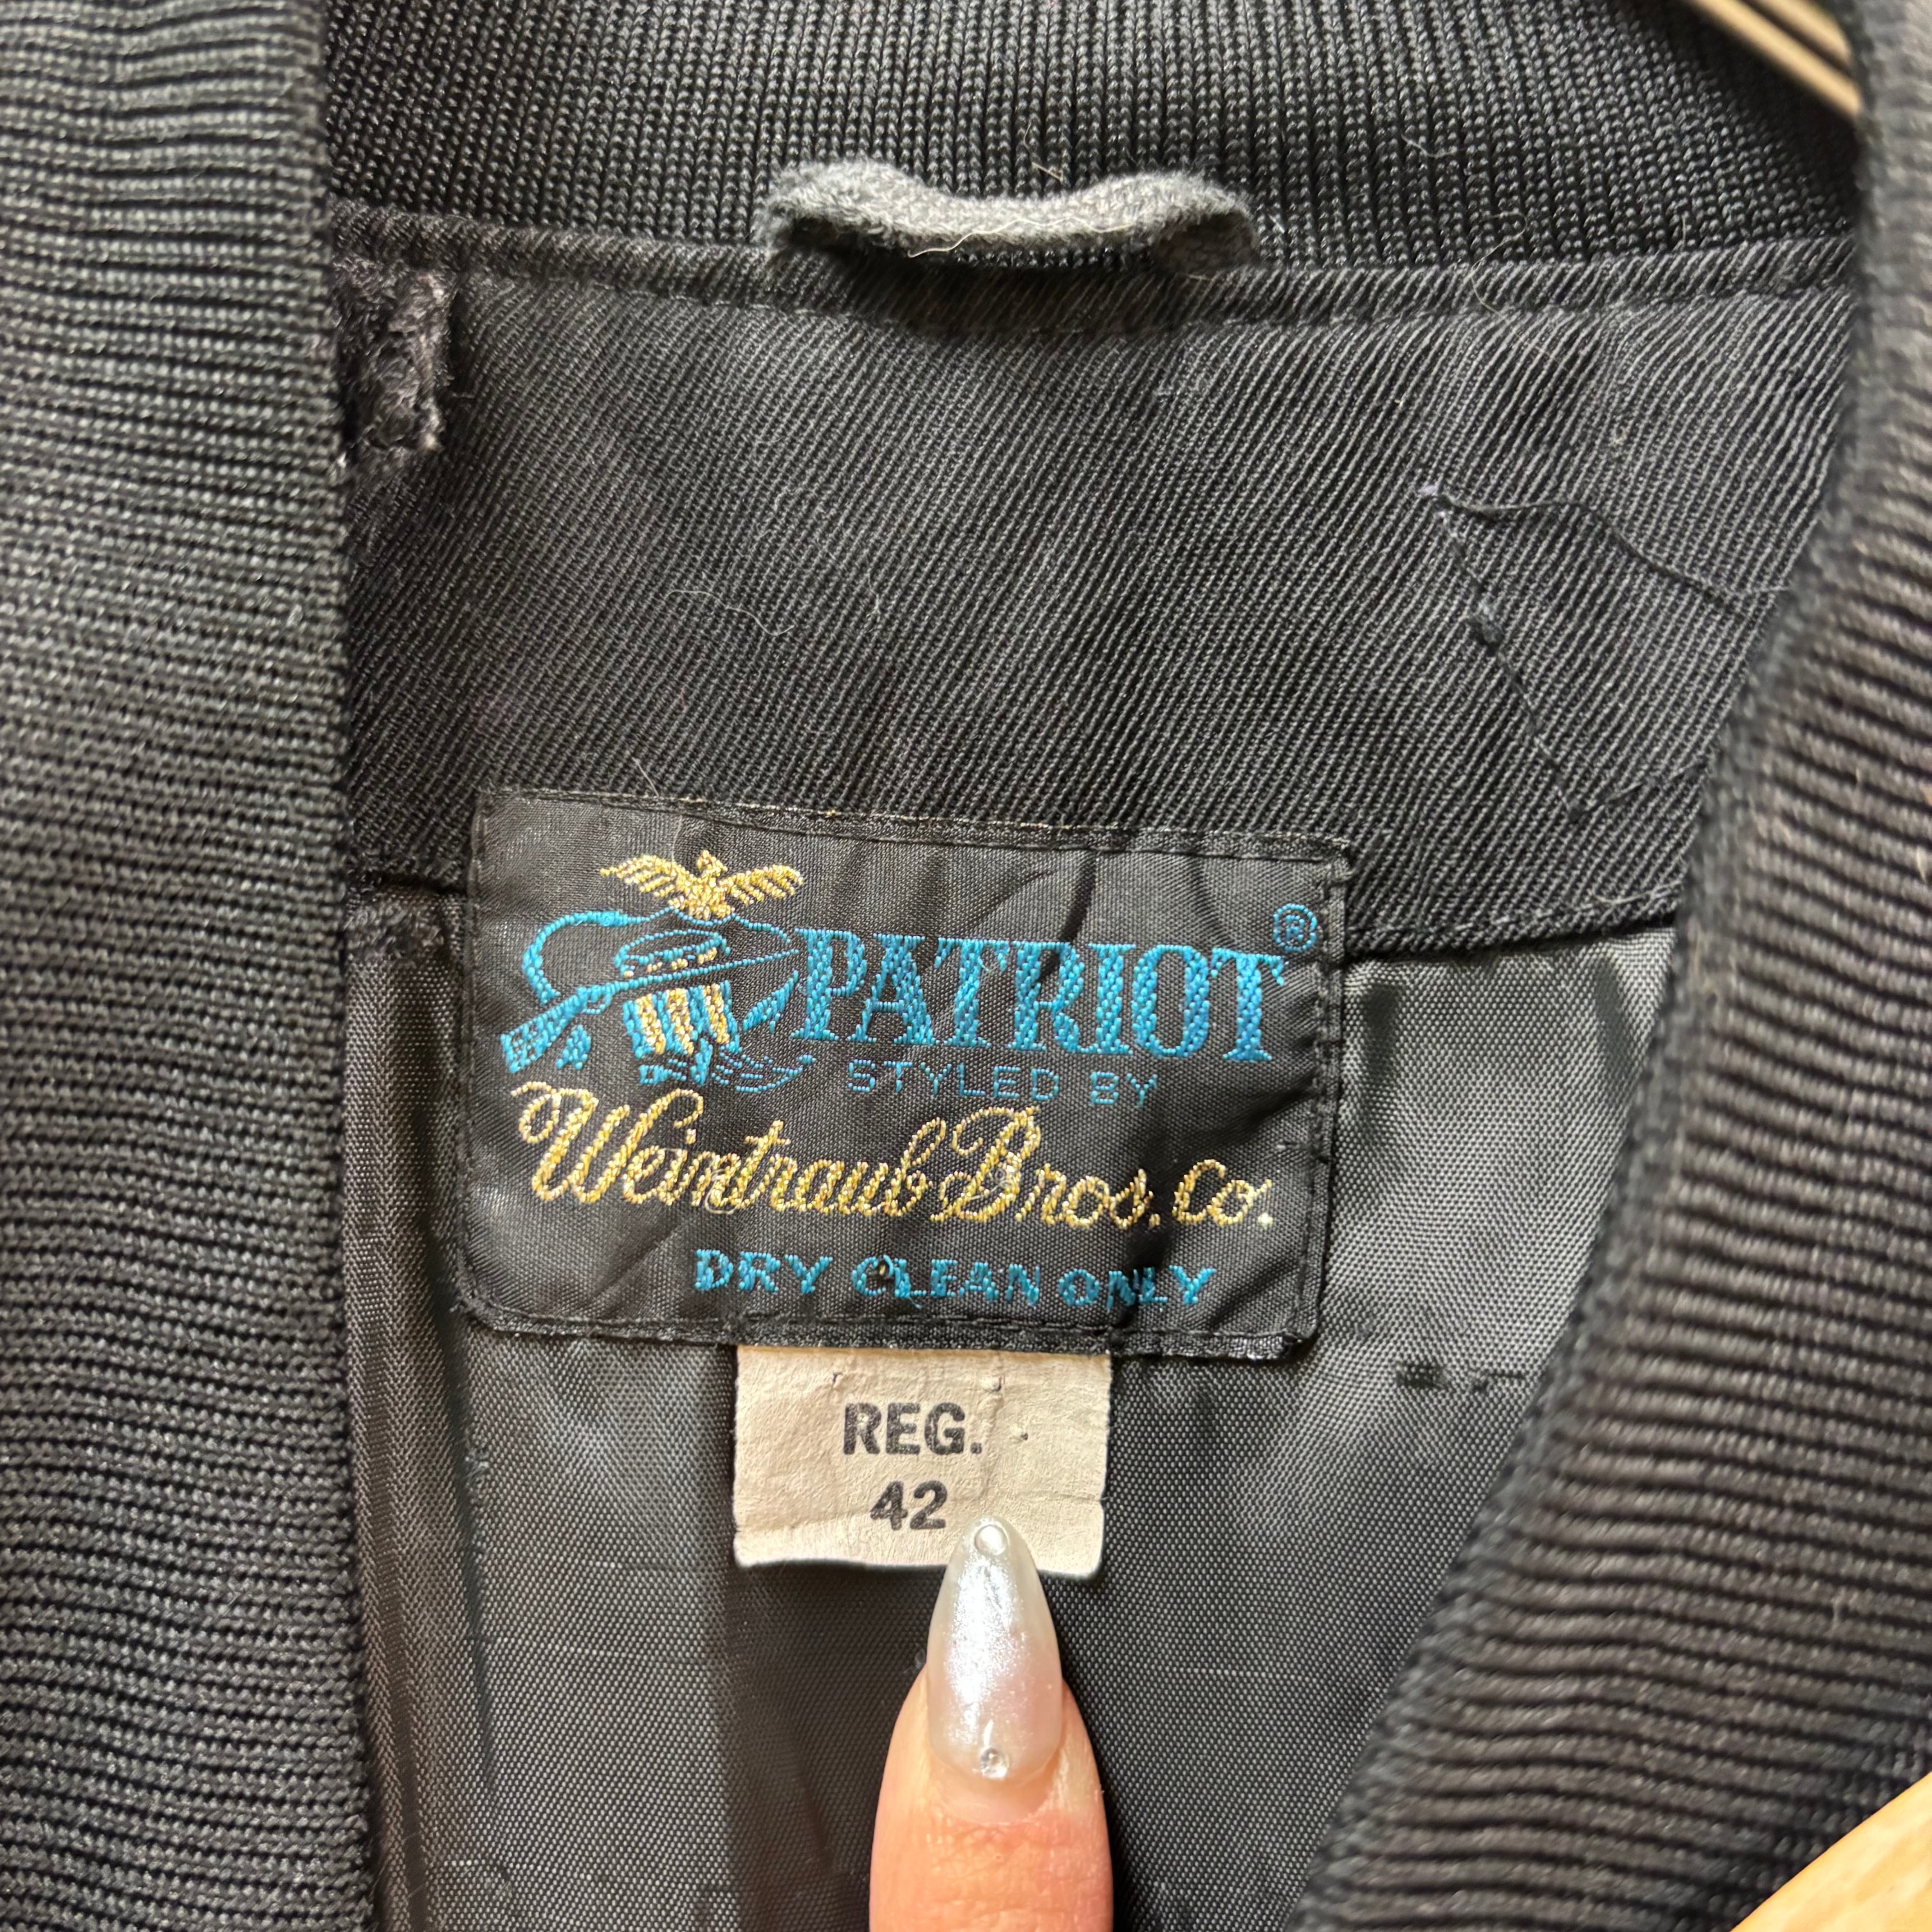 PATRIOT®
STYLED BY
Weintraub Bros. Co.
DRY CLEAN ONLY
REG.
42